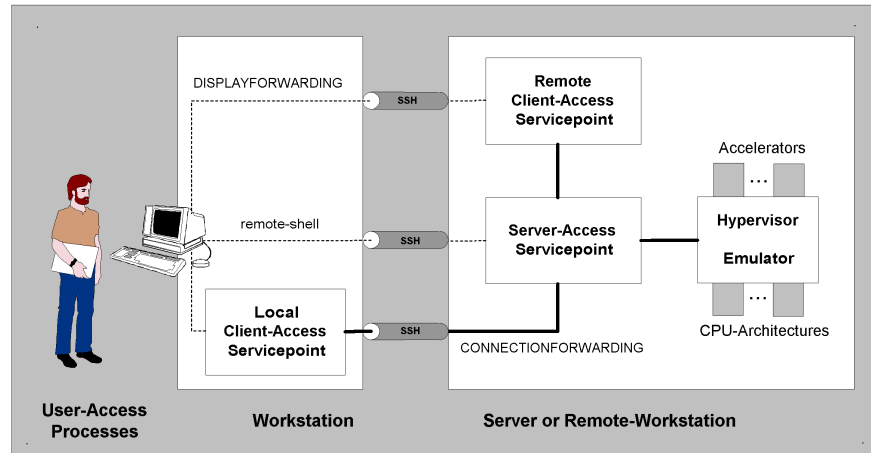 DISPLAYFORWARDING
SSH
Remote
Client-Access
Servicepoint
Accelerators
...
remote-shell
SSH
Server-Access
Servicepoint
Hypervisor
Emulator
...
CPU-Architectures
Local
Client-Access
Servicepoint
SSH
CONNECTIONFORWARDING
User-Access
Processes
Workstation
Server or Remote-Workstation